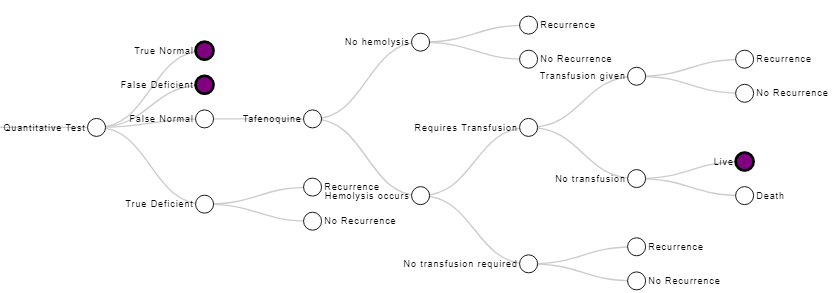 Quantitative Test
True Normal
False Deficient
False Normal
Tafenoquine
No hemolysis
Recurrence
No Recurrence
Hemolysis occurs
Requires Transfusion
Transfusion given
Recurrence
No Recurrence
No transfusion
Live
Death
No transfusion required
Recurrence
No Recurrence
True Deficient
Recurrence
No Recurrence